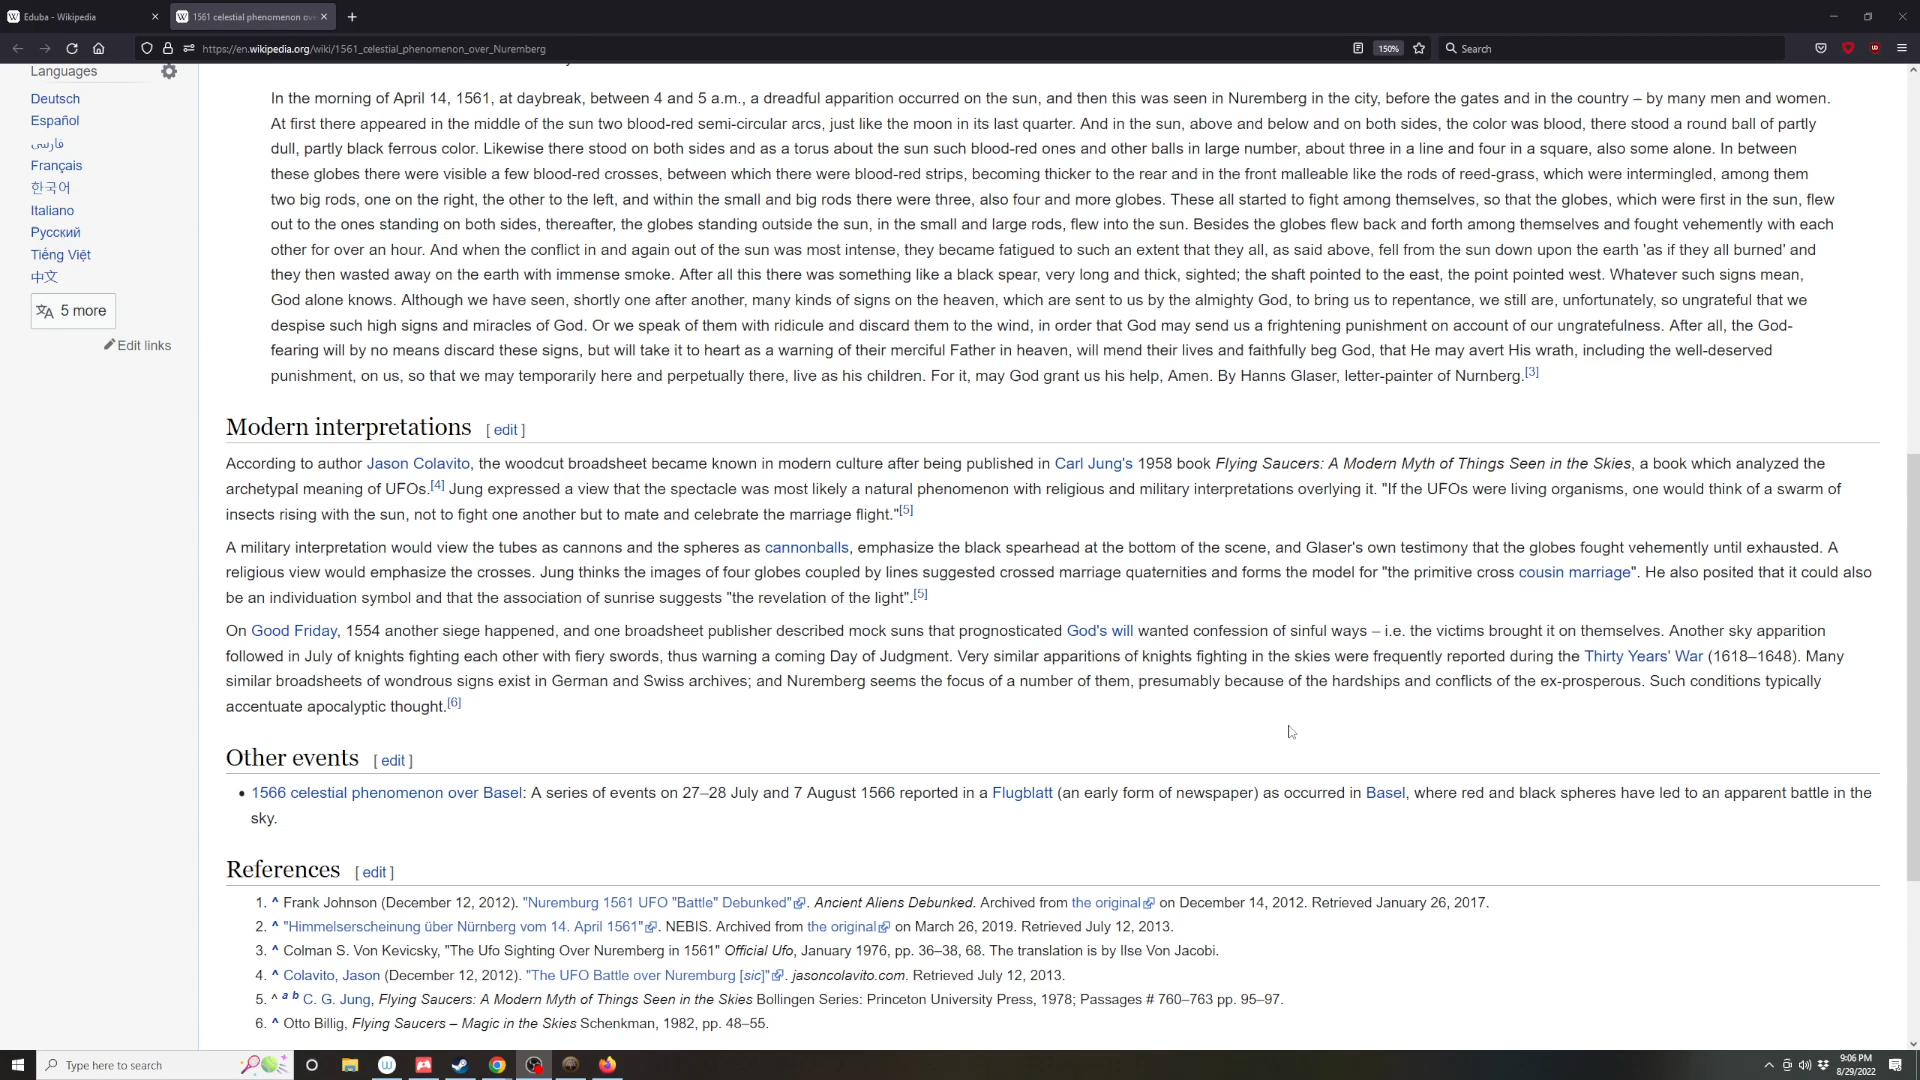 Eduba - Wikipedia
1561 celestial phenomenon ove
https://en.wikipedia.org/wiki/1561_celestial_phenomenon_over_Nuremberg
150%
Search
Languages
Deutsch
Español
فارسی
Français
한국어
Italiano
Русский
Tiếng Việt
中文
5 more
Edit links
In the morning of April 14, 1561, at daybreak, between 4 and 5 a.m., a dreadful apparition occurred on the sun, and then this was seen in Nuremberg in the city, before the gates and in the country – by many men and women.
At first there appeared in the middle of the sun two blood-red semi-circular arcs, just like the moon in its last quarter. And in the sun, above and below and on both sides, the color was blood, there stood a round ball of partly
dull, partly black ferrous color. Likewise there stood on both sides and as a torus about the sun such blood-red ones and other balls in large number, about three in a line and four in a square, also some alone. In between
these globes there were visible a few blood-red crosses, between which there were blood-red strips, becoming thicker to the rear and in the front malleable like the rods of reed-grass, which were intermingled, among them
two big rods, one on the right, the other to the left, and within the small and big rods there were three, also four and more globes. These all started to fight among themselves, so that the globes, which were first in the sun, flew
out to the ones standing on both sides, thereafter, the globes standing outside the sun, in the small and large rods, flew into the sun. Besides the globes flew back and forth among themselves and fought vehemently with each
other for over an hour. And when the conflict in and again out of the sun was most intense, they became fatigued to such an extent that they all, as said above, fell from the sun down upon the earth 'as if they all burned' and
they then wasted away on the earth with immense smoke. After all this there was something like a black spear, very long and thick, sighted; the shaft pointed to the east, the point pointed west. Whatever such signs mean,
God alone knows. Although we have seen, shortly one after another, many kinds of signs on the heaven, which are sent to us by the almighty God, to bring us to repentance, we still are, unfortunately, so ungrateful that we
despise such high signs and miracles of God. Or we speak of them with ridicule and discard them to the wind, in order that God may send us a frightening punishment on account of our ungratefulness. After all, the God-
fearing will by no means discard these signs, but will take it to heart as a warning of their merciful Father in heaven, will mend their lives and faithfully beg God, that He may avert His wrath, including the well-deserved
punishment, on us, so that we may temporarily here and perpetually there, live as his children. For it, may God grant us his help, Amen. By Hanns Glaser, letter-painter of Nurnberg.[3]
Modern interpretations [ edit ]
According to author Jason Colavito, the woodcut broadsheet became known in modern culture after being published in Carl Jung's 1958 book Flying Saucers: A Modern Myth of Things Seen in the Skies, a book which analyzed the
archetypal meaning of UFOs.[4] Jung expressed a view that the spectacle was most likely a natural phenomenon with religious and military interpretations overlying it. "If the UFOs were living organisms, one would think of a swarm of
insects rising with the sun, not to fight one another but to mate and celebrate the marriage flight."[5]
A military interpretation would view the tubes as cannons and the spheres as cannonballs, emphasize the black spearhead at the bottom of the scene, and Glaser's own testimony that the globes fought vehemently until exhausted. A
religious view would emphasize the crosses. Jung thinks the images of four globes coupled by lines suggested crossed marriage quaternities and forms the model for "the primitive cross cousin marriage". He also posited that it could also
be an individuation symbol and that the association of sunrise suggests "the revelation of the light".[5]
On Good Friday, 1554 another siege happened, and one broadsheet publisher described mock suns that prognosticated God's will wanted confession of sinful ways – i.e. the victims brought it on themselves. Another sky apparition
followed in July of knights fighting each other with fiery swords, thus warning a coming Day of Judgment. Very similar apparitions of knights fighting in the skies were frequently reported during the Thirty Years' War (1618–1648). Many
similar broadsheets of wondrous signs exist in German and Swiss archives; and Nuremberg seems the focus of a number of them, presumably because of the hardships and conflicts of the ex-prosperous. Such conditions typically
accentuate apocalyptic thought.[6]
Other events [ edit ]
• 1566 celestial phenomenon over Basel: A series of events on 27–28 July and 7 August 1566 reported in a Flugblatt (an early form of newspaper) as occurred in Basel, where red and black spheres have led to an apparent battle in the
sky.
References [ edit ]
1. ^ Frank Johnson (December 12, 2012). "Nuremburg 1561 UFO "Battle" Debunked". Ancient Aliens Debunked. Archived from the original on December 14, 2012. Retrieved January 26, 2017.
2. ^ "Himmelserscheinung über Nürnberg vom 14. April 1561". NEBIS. Archived from the original on March 26, 2019. Retrieved July 12, 2013.
3. ^ Colman S. Von Kevicsky, "The Ufo Sighting Over Nuremberg in 1561" Official Ufo, January 1976, pp. 36–38, 68. The translation is by Ilse Von Jacobi.
4. ^ Colavito, Jason (December 12, 2012). "The UFO Battle over Nuremburg [sic]". jasoncolavito.com. Retrieved July 12, 2013.
5. ^ a b C. G. Jung, Flying Saucers: A Modern Myth of Things Seen in the Skies Bollingen Series: Princeton University Press, 1978; Passages # 760–763 pp. 95–97.
6. ^ Otto Billig, Flying Saucers – Magic in the Skies Schenkman, 1982, pp. 48–55.
Type here to search
9:06 PM
8/29/2022